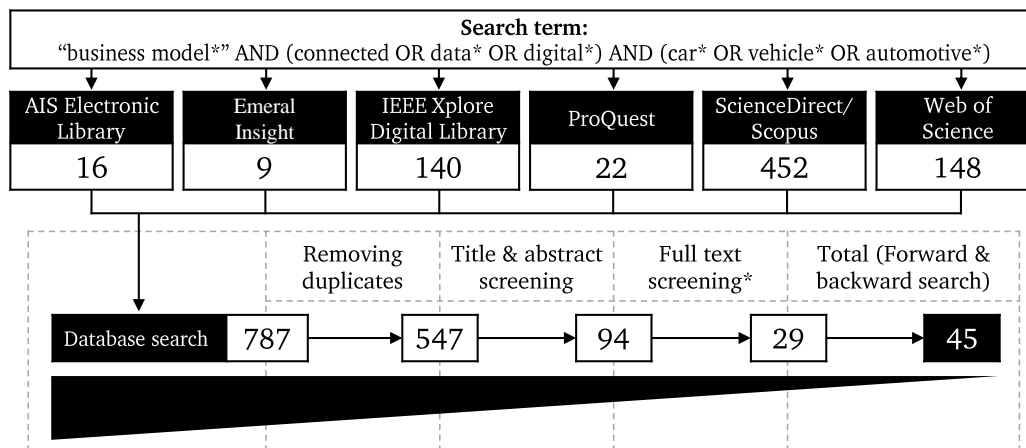 Search term:
“business model*” AND (connected OR data* OR digital*) AND (car* OR vehicle* OR automotive*)
AIS Electronic
Library
16
Emeral
Insight
9
IEEE Xplore
Digital Library
140
ProQuest
22
ScienceDirect/
Scopus
452
Web of
Science
148
Removing
duplicates
Title & abstract
screening
Full text
screening*
Total (Forward &
backward search)
Database search
787
547
94
29
45